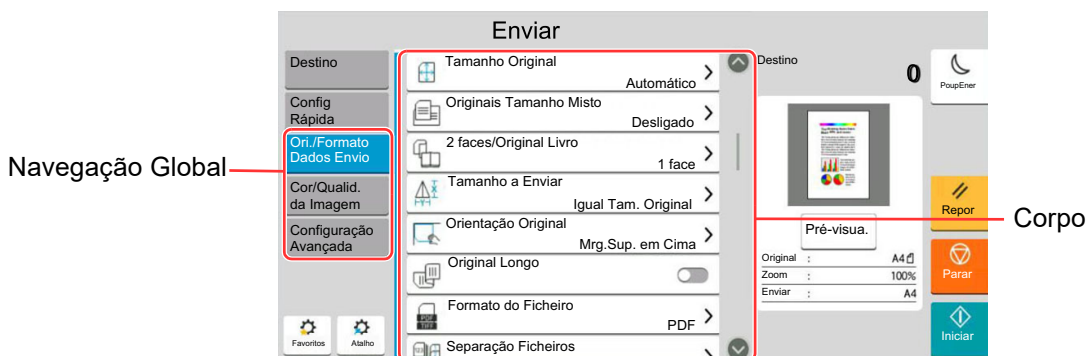 Enviar
Navegação Global
Destino
Config
Rápida
Ori./Formato
Dados Envio
Cor/Qualid.
da Imagem
Configuração
Avançada
Favoritos
Atalho
Tamanho Original
Automático
Originais Tamanho Misto
Desligado
2 faces/Original Livro
1 face
Tamanho a Enviar
Igual Tam. Original
Orientação Original
Mrg.Sup. em Cima
Original Longo
Formato do Ficheiro
PDF
TIFF
PDF
123
Separação Ficheiros
Destino
0
Pré-visua.
Original : A4
Zoom : 100%
Enviar : A4
PoupEner
Repor
Parar
Iniciar
Corpo